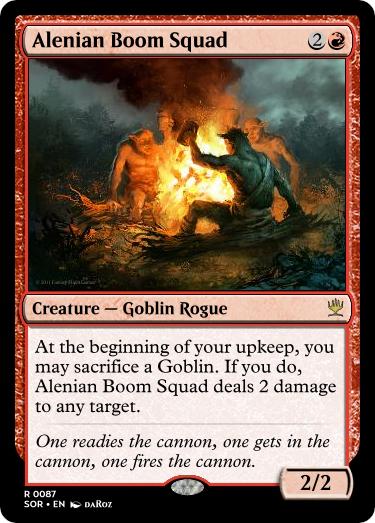 Alenian Boom Squad 2
Creature — Goblin Rogue
At the beginning of your upkeep, you
may sacrifice a Goblin. If you do,
Alenian Boom Squad deals 2 damage
to any target.
One readies the cannon, one gets in the
cannon, one fires the cannon.
2/2
R 0087
SOR • EN daRoz